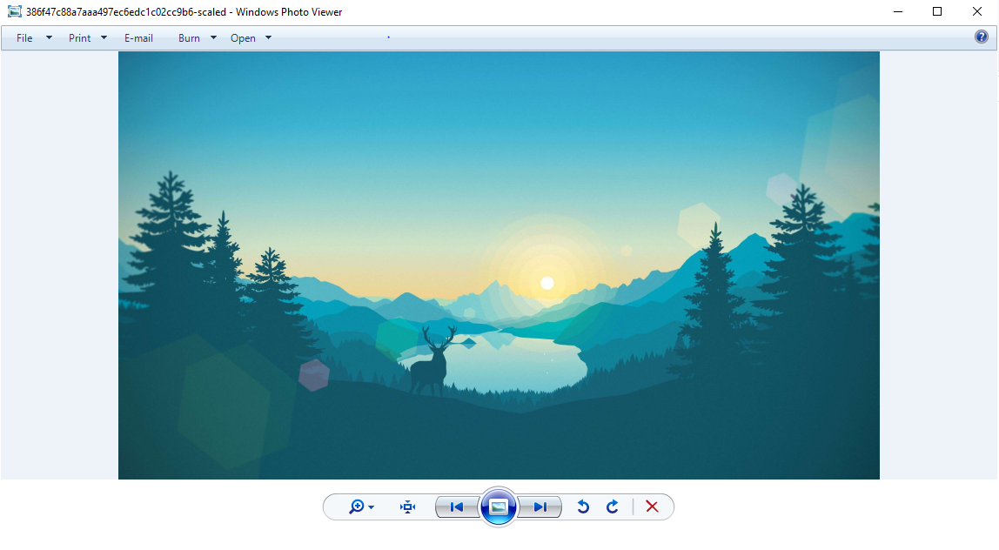 386f47c88a7aaa497ec6edc1c02cc9b6-scaled - Windows Photo Viewer
File Print E-mail Burn Open ?